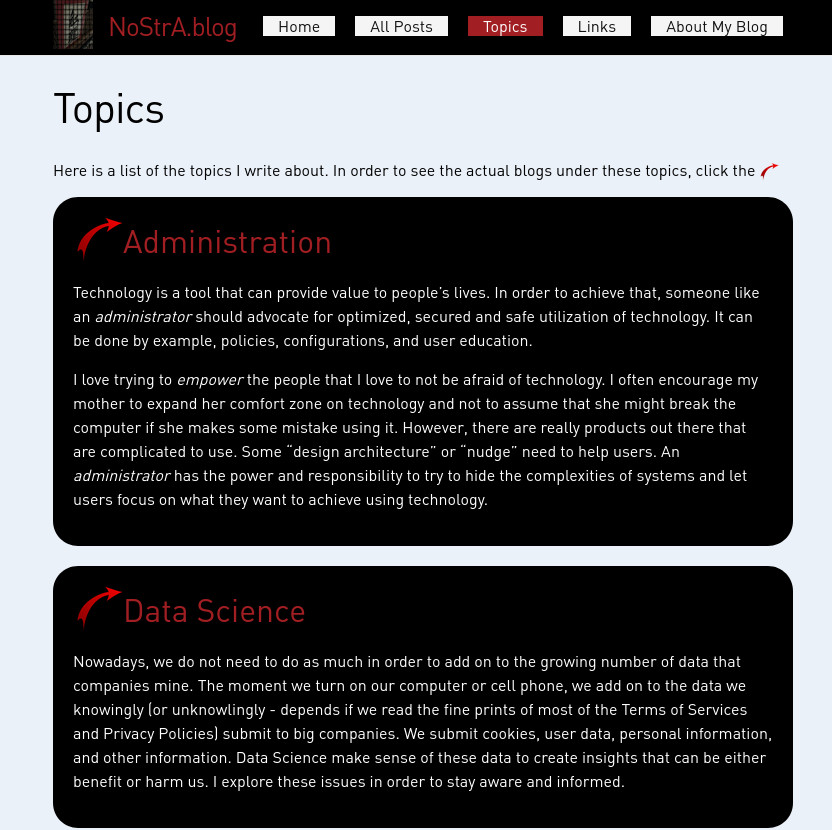 NoStrA.blog Home All Posts Topics Links About My Blog
Topics
Here is a list of the topics I write about. In order to see the actual blogs under these topics, click the
Administration
Technology is a tool that can provide value to people’s lives. In order to achieve that, someone like
an administrator should advocate for optimized, secured and safe utilization of technology. It can
be done by example, policies, configurations, and user education.
I love trying to empower the people that I love to not be afraid of technology. I often encourage my
mother to expand her comfort zone on technology and not to assume that she might break the
computer if she makes some mistake using it. However, there are really products out there that
are complicated to use. Some “design architecture” or “nudge” need to help users. An
administrator has the power and responsibility to try to hide the complexities of systems and let
users focus on what they want to achieve using technology.
Data Science
Nowadays, we do not need to do as much in order to add on to the growing number of data that
companies mine. The moment we turn on our computer or cell phone, we add on to the data we
knowingly (or unknowlingly - depends if we read the fine prints of most of the Terms of Services
and Privacy Policies) submit to big companies. We submit cookies, user data, personal information,
and other information. Data Science make sense of these data to create insights that can be either
benefit or harm us. I explore these issues in order to stay aware and informed.